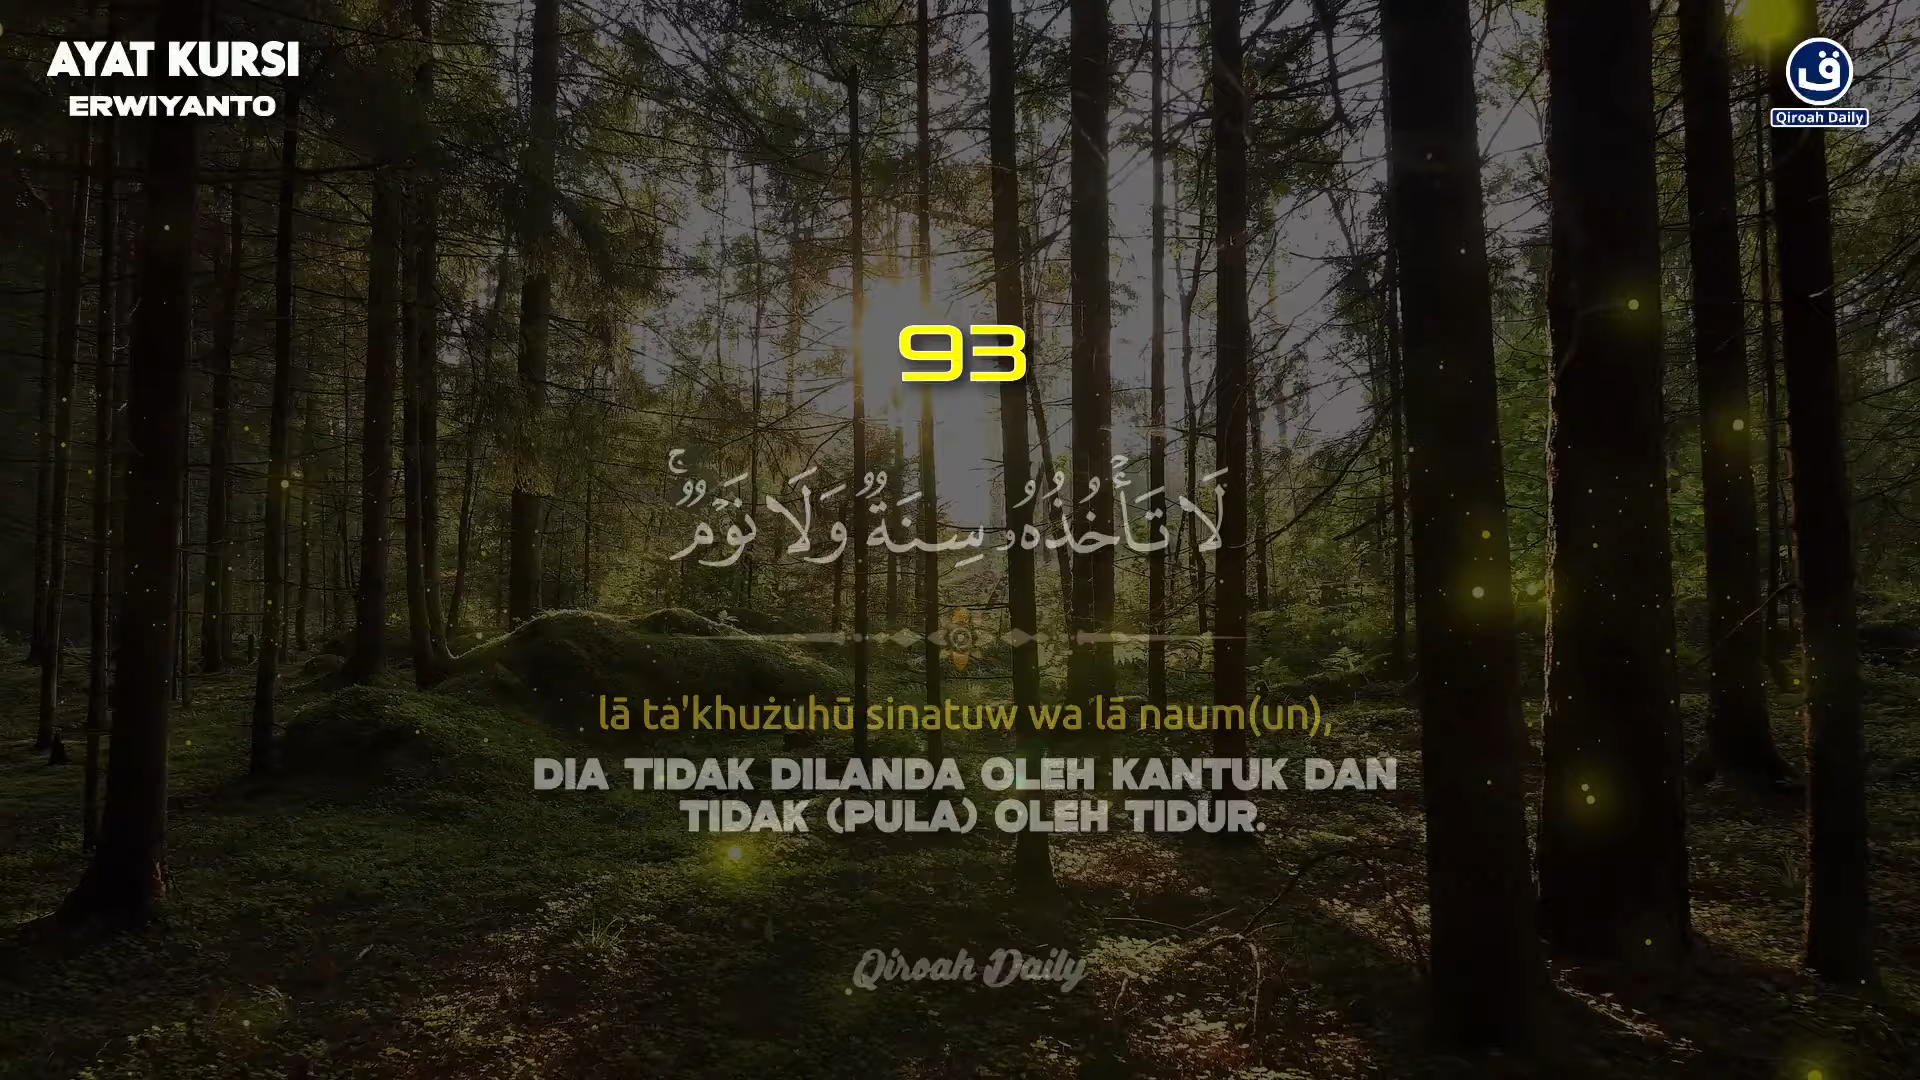 AYAT KURSI
ERWIYANTO
ق
Qiroah Daily
93
لَا تَأْخُذُهُۥ سِنَةٌۭ وَلَا نَوْمٌۭ ۚ
lā ta'khużuhū sinatuw wa lā naum(un),
DIA TIDAK DILANDA OLEH KANTUK DAN
TIDAK (PULA) OLEH TIDUR.
Qiroah Daily